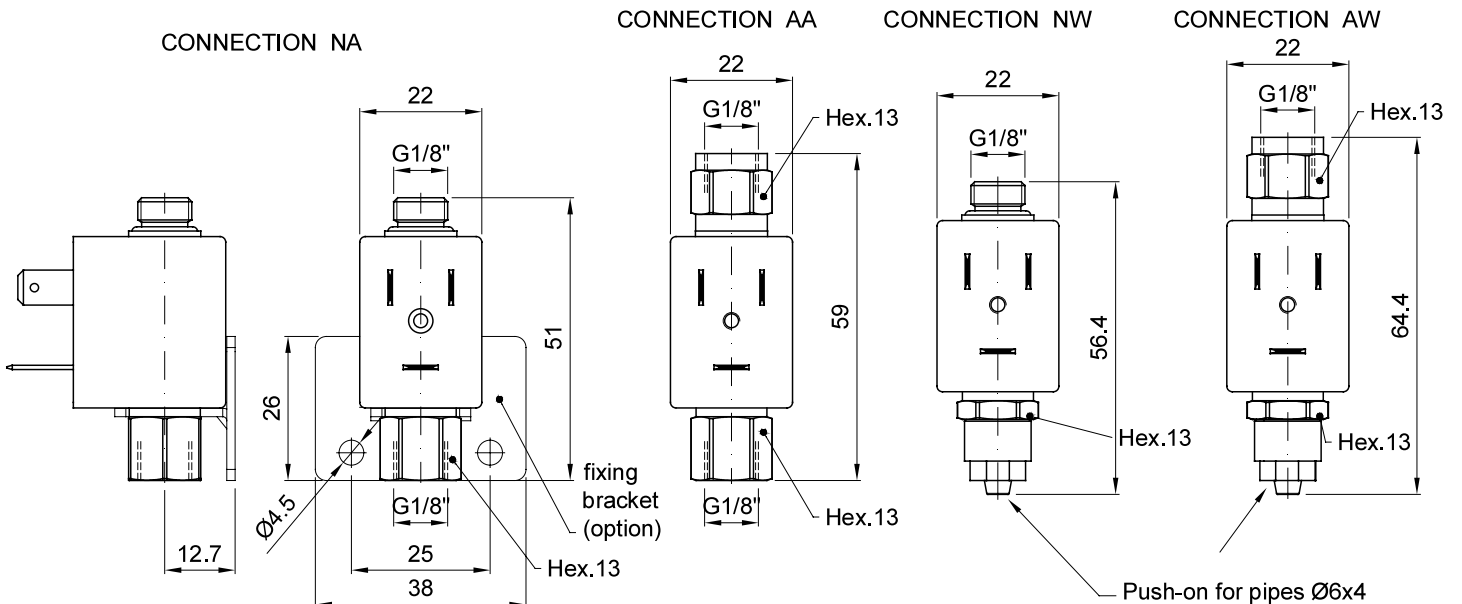 CONNECTION NA
CONNECTION AA
CONNECTION NW
CONNECTION AW
22
G1/8"
51
26
Ø4.5
12.7
G1/8"
25
38
fixing
bracket
(option)
Hex.13
22
G1/8"
Hex.13
59
G1/8"
Hex.13
22
G1/8"
56.4
Hex.13
22
G1/8"
Hex.13
64.4
Hex.13
Push-on for pipes Ø6x4